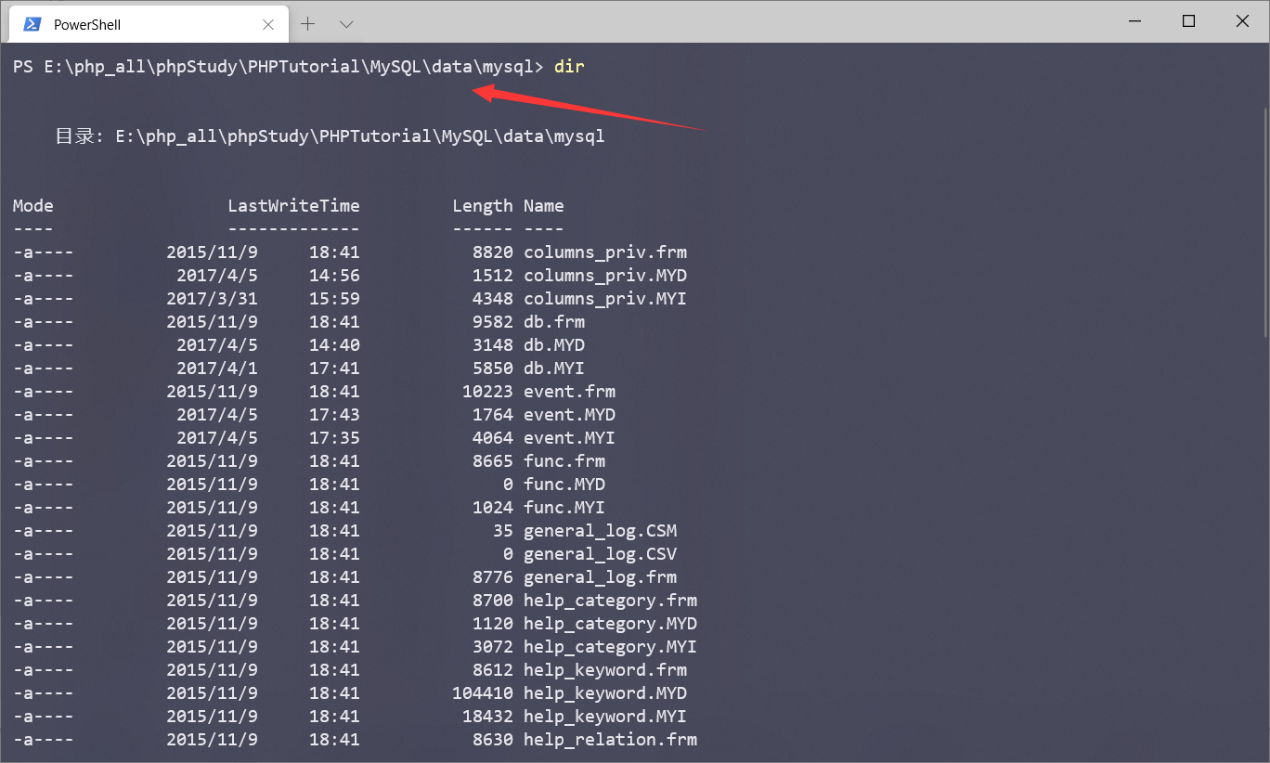 PowerShell
PS E:\php_all\phpStudy\PHPTutorial\MySQL\data\mysql> dir
目录: E:\php_all\phpStudy\PHPTutorial\MySQL\data\mysql
Mode LastWriteTime Length Name
---- ------------- ------ ----
-a---- 2015/11/9 18:41 8820 columns_priv.frm
-a---- 2017/4/5 14:56 1512 columns_priv.MYD
-a---- 2017/3/31 15:59 4348 columns_priv.MYI
-a---- 2015/11/9 18:41 9582 db.frm
-a---- 2017/4/5 14:40 3148 db.MYD
-a---- 2017/4/1 17:41 5850 db.MYI
-a---- 2015/11/9 18:41 10223 event.frm
-a---- 2017/4/5 17:43 1764 event.MYD
-a---- 2017/4/5 17:35 4064 event.MYI
-a---- 2015/11/9 18:41 8665 func.frm
-a---- 2015/11/9 18:41 0 func.MYD
-a---- 2015/11/9 18:41 1024 func.MYI
-a---- 2015/11/9 18:41 35 general_log.CSM
-a---- 2015/11/9 18:41 0 general_log.CSV
-a---- 2015/11/9 18:41 8776 general_log.frm
-a---- 2015/11/9 18:41 8700 help_category.frm
-a---- 2015/11/9 18:41 1120 help_category.MYD
-a---- 2015/11/9 18:41 3072 help_category.MYI
-a---- 2015/11/9 18:41 8612 help_keyword.frm
-a---- 2015/11/9 18:41 104410 help_keyword.MYD
-a---- 2015/11/9 18:41 18432 help_keyword.MYI
-a---- 2015/11/9 18:41 8630 help_relation.frm